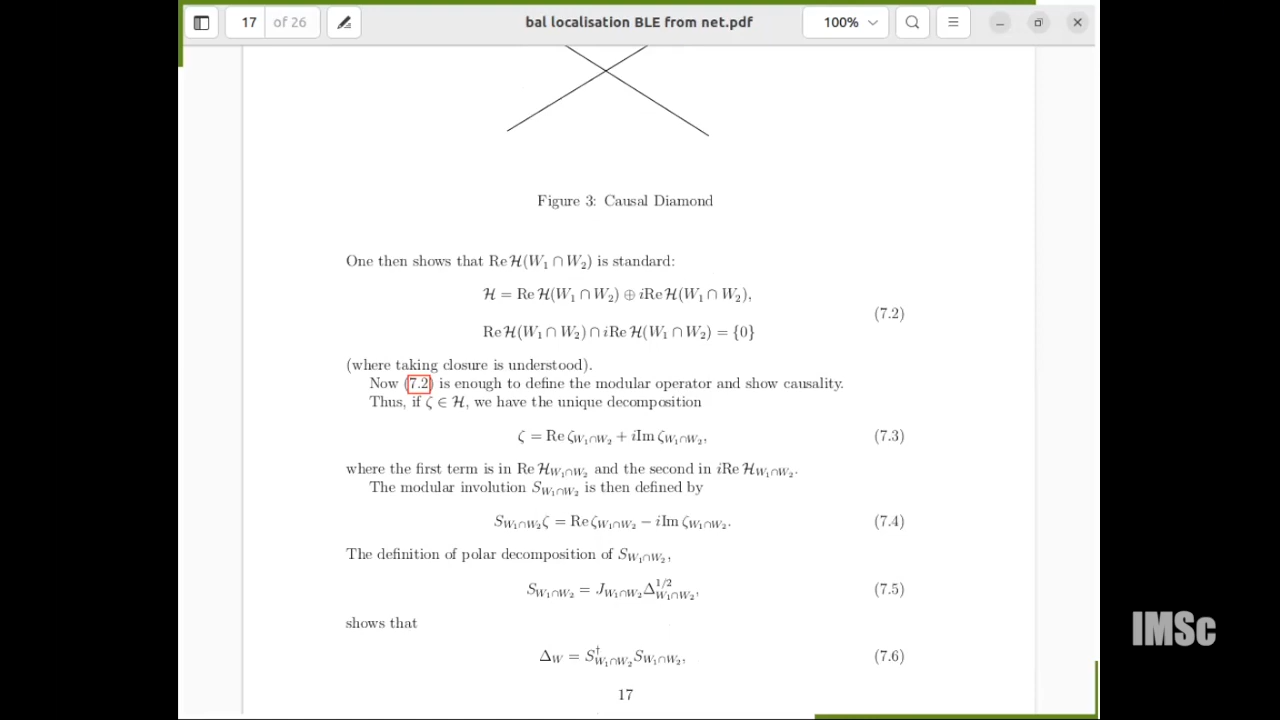 17 of 26
bal localisation BLE from net.pdf
100%
Figure 3: Causal Diamond
One then shows that Re ℋ(W₁ ∩ W₂) is standard:
ℋ = Re ℋ(W₁ ∩ W₂) ⊕ iRe ℋ(W₁ ∩ W₂),
(7.2)
Re ℋ(W₁ ∩ W₂) ∩ iRe ℋ(W₁ ∩ W₂) = {0}
(where taking closure is understood).
Now (7.2) is enough to define the modular operator and show causality.
Thus, if ζ ∈ ℋ, we have the unique decomposition
ζ = Re ζ_{W₁∩W₂} + iIm ζ_{W₁∩W₂}, (7.3)
where the first term is in Re ℋ_{W₁∩W₂} and the second in iRe ℋ_{W₁∩W₂}.
The modular involution S_{W₁∩W₂} is then defined by
S_{W₁∩W₂}ζ = Re ζ_{W₁∩W₂} − iIm ζ_{W₁∩W₂}. (7.4)
The definition of polar decomposition of S_{W₁∩W₂},
S_{W₁∩W₂} = J_{W₁∩W₂}Δ^{1/2}_{W₁∩W₂}, (7.5)
shows that
Δ_W = S^†_{W₁∩W₂}S_{W₁∩W₂}, (7.6)
17
IMSc